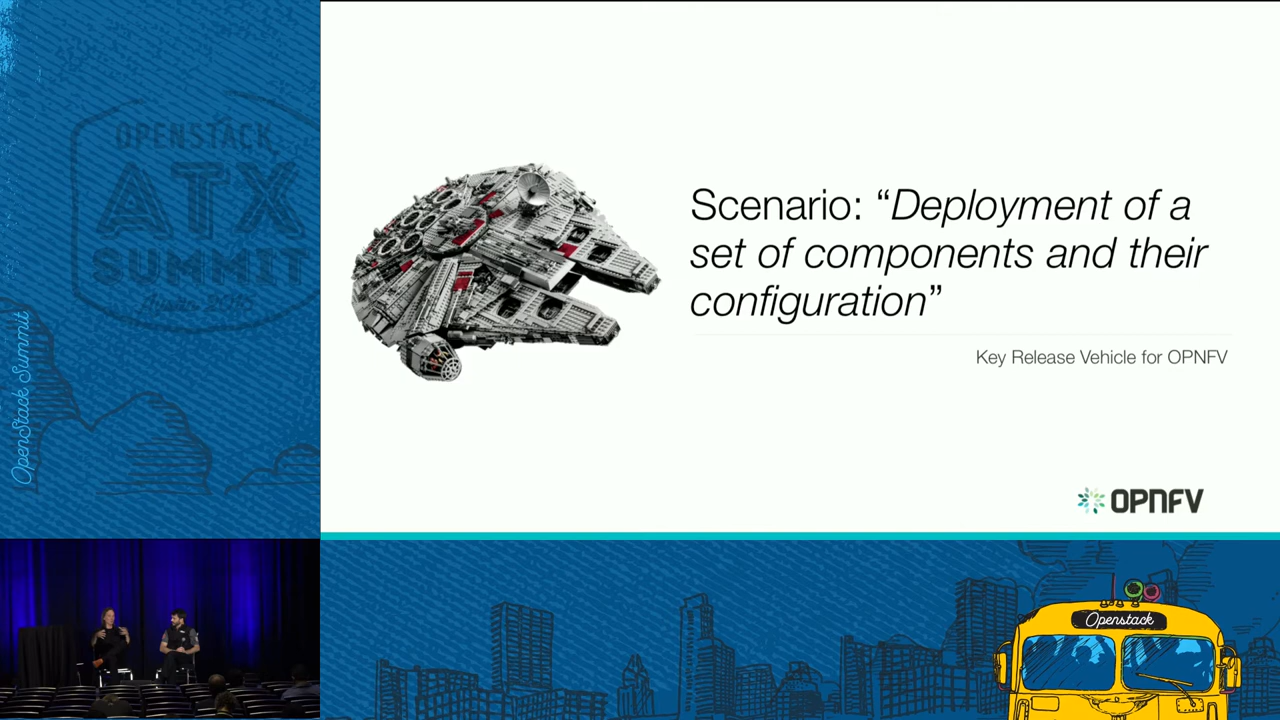 OPENSTACK
ATX
SUMMIT
OpenStack Summit
Scenario: “Deployment of a
set of components and their
configuration”
Key Release Vehicle for OPNFV
OPNFV
Openstack